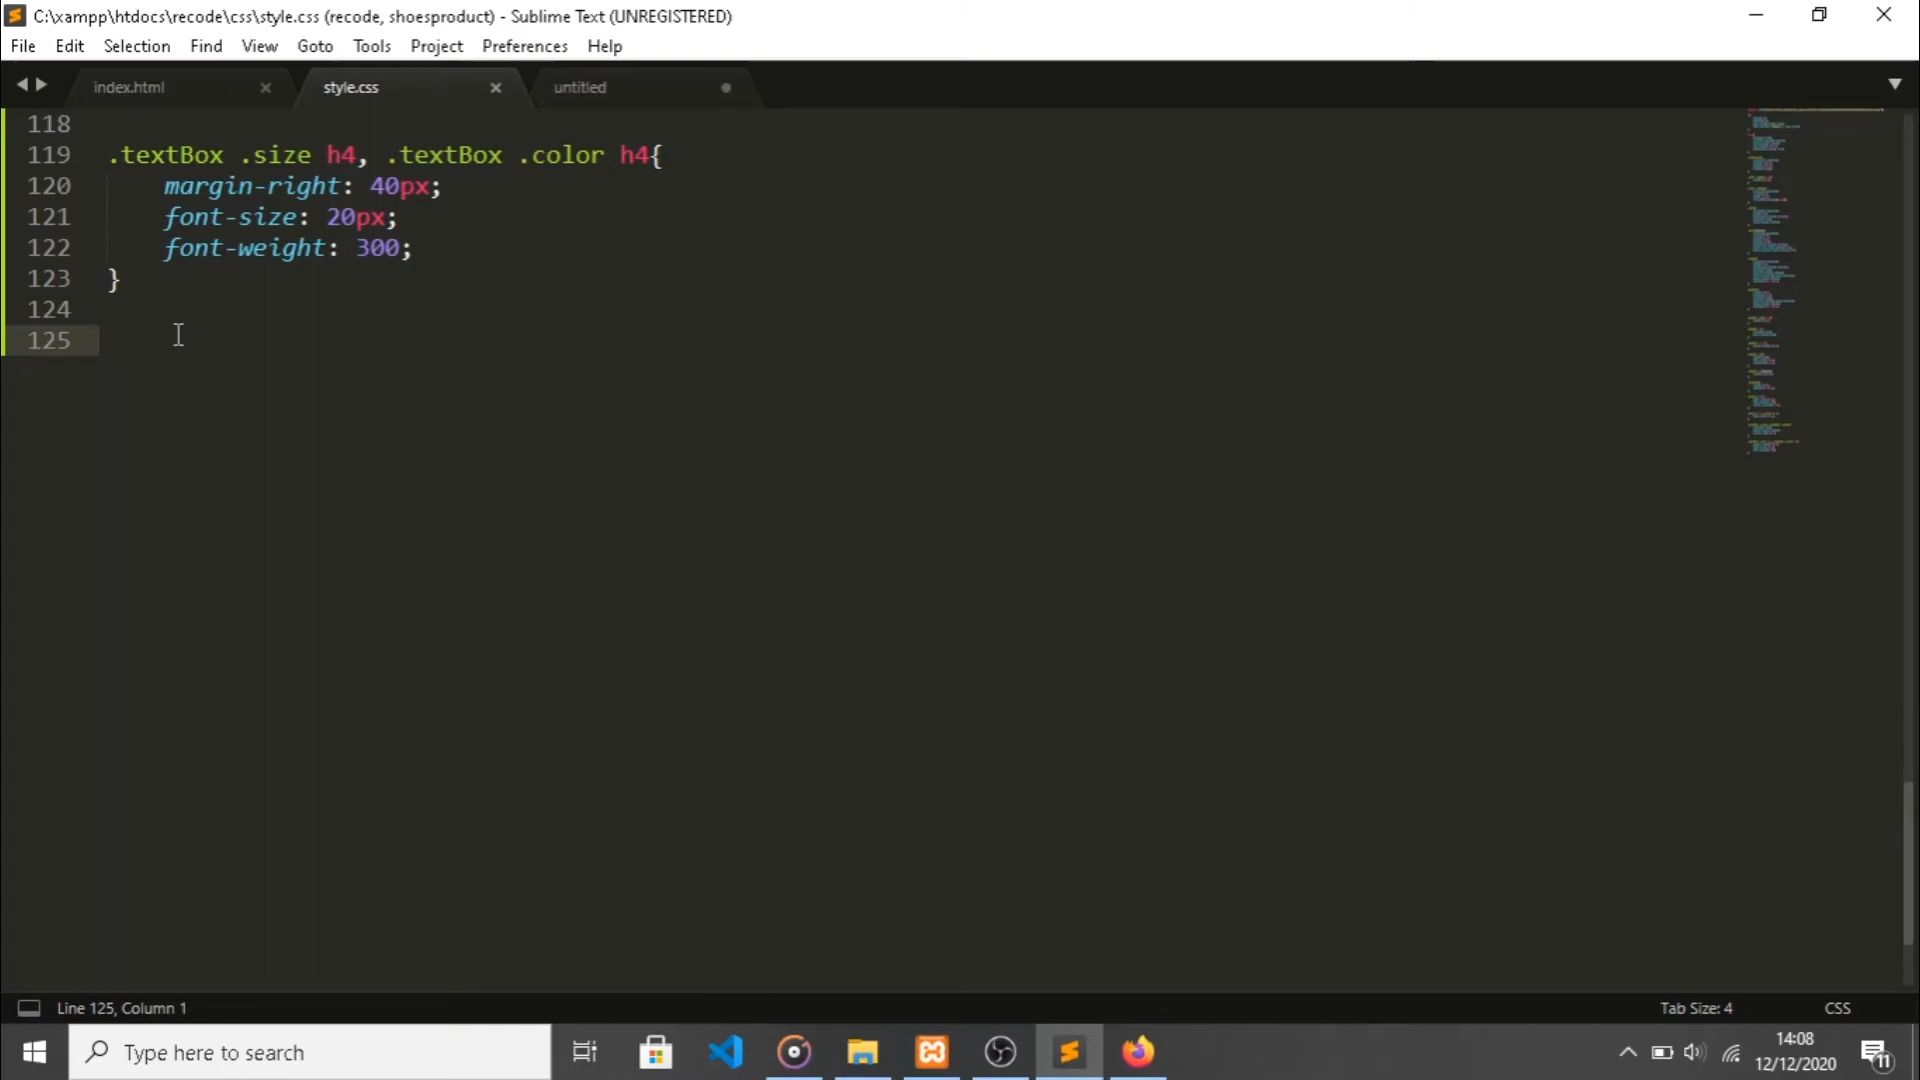 C:\xampp\htdocs\recode\css\style.css (recode, shoesproduct) - Sublime Text (UNREGISTERED)
File Edit Selection Find View Goto Tools Project Preferences Help
index.html style.css untitled
118
119 .textBox .size h4, .textBox .color h4{
120 margin-right: 40px;
121 font-size: 20px;
122 font-weight: 300;
123 }
124
125
Line 125, Column 1 Tab Size: 4 CSS
Type here to search
14:08
12/12/2020
11